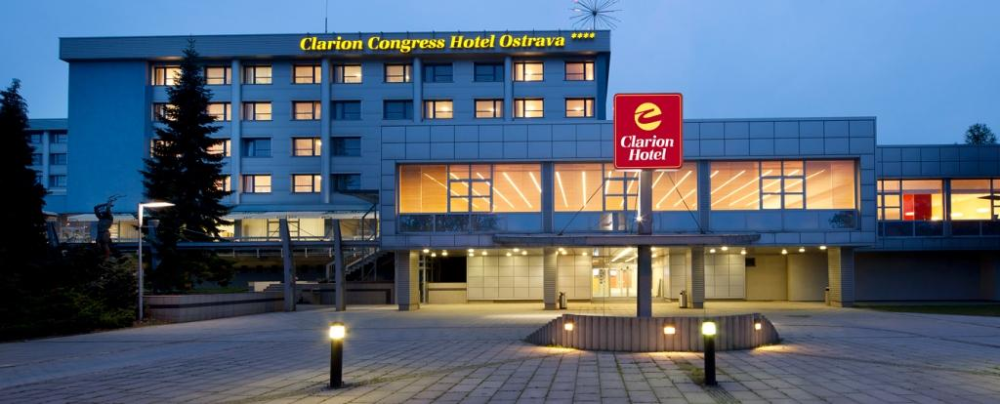 Clarion Congress Hotel Ostrava ****
Clarion
Hotel